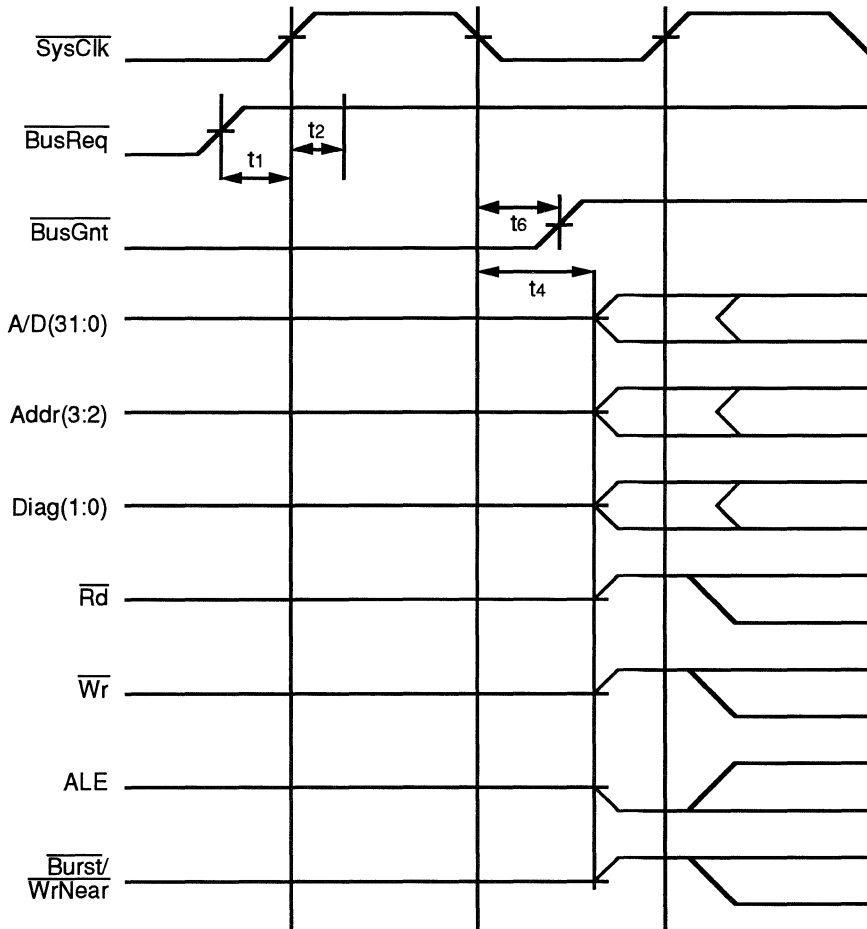 SysClk
BusReq
t1
t2
BusGnt
t6
t4
A/D(31:0)
Addr(3:2)
Diag(1:0)
Rd
Wr
ALE
Burst/
WrNear